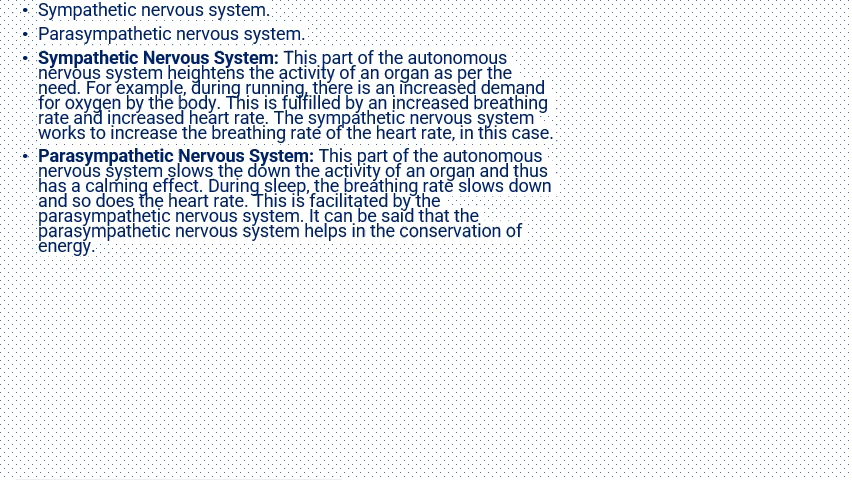 • Sympathetic nervous system.
• Parasympathetic nervous system.
• Sympathetic Nervous System: This part of the autonomous
nervous system heightens the activity of an organ as per the
need. For example, during running, there is an increased demand
for oxygen by the body. This is fulfilled by an increased breathing
rate and increased heart rate. The sympathetic nervous system
works to increase the breathing rate of the heart rate, in this case.
• Parasympathetic Nervous System: This part of the autonomous
nervous system slows the down the activity of an organ and thus
has a calming effect. During sleep, the breathing rate slows down
and so does the heart rate. This is facilitated by the
parasympathetic nervous system. It can be said that the
parasympathetic nervous system helps in the conservation of
energy.